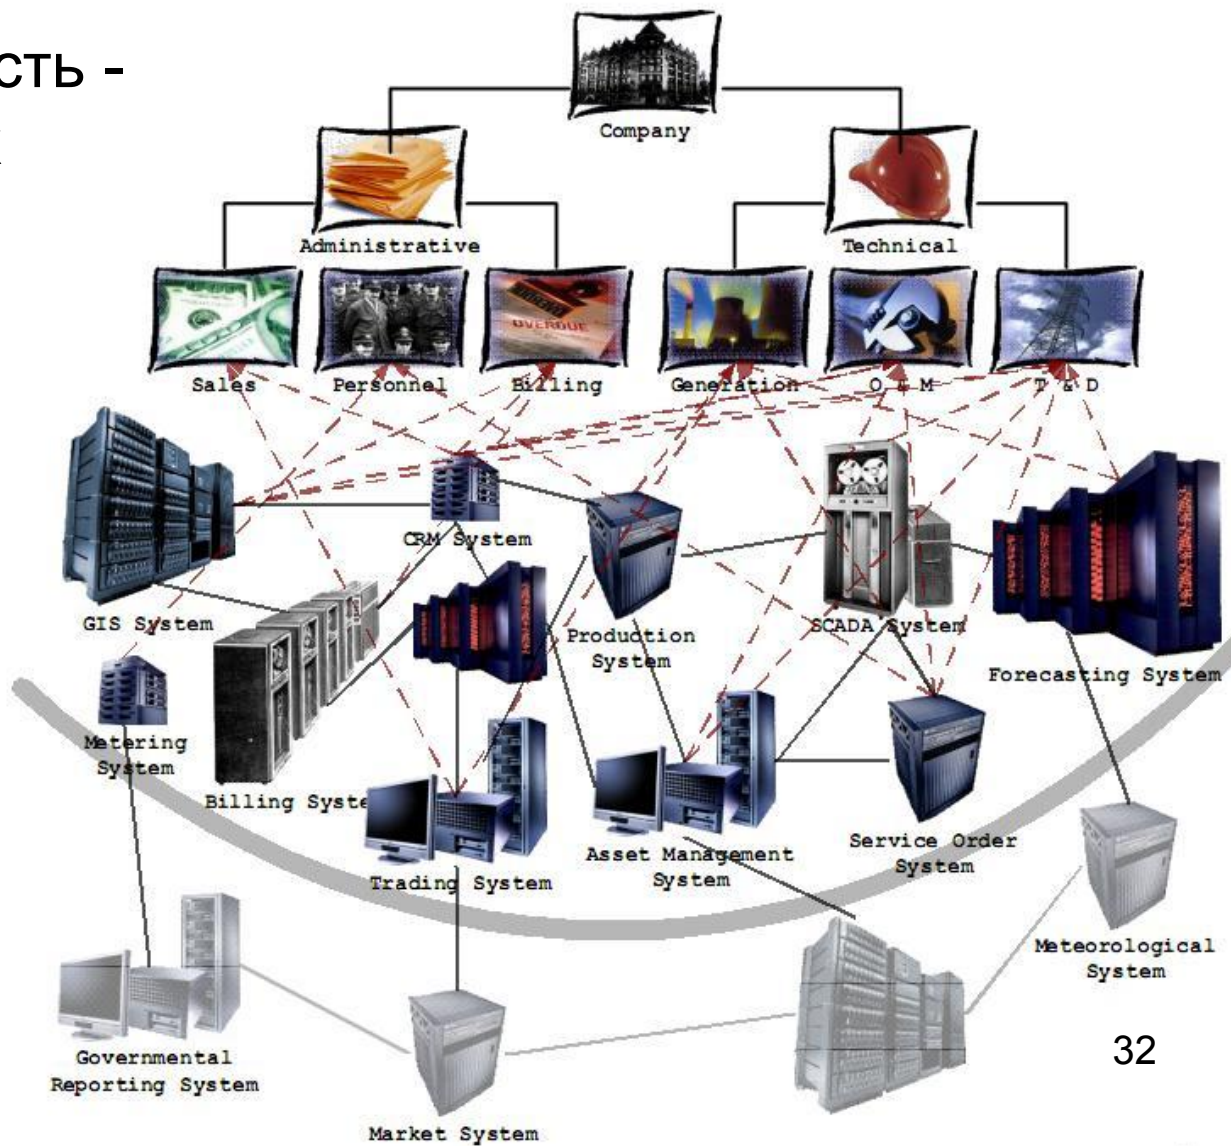 сть -
Company
Administrative
Technical
Sales
Personnel
Billing
OVERDUE
Generation
O & M
T & D
CRM System
GIS System
Production
System
SCADA System
Forecasting System
Metering
System
Billing Syste
Trading System
Asset Management
System
Service Order
System
Meteorological
System
Governmental
Reporting System
Market System
32